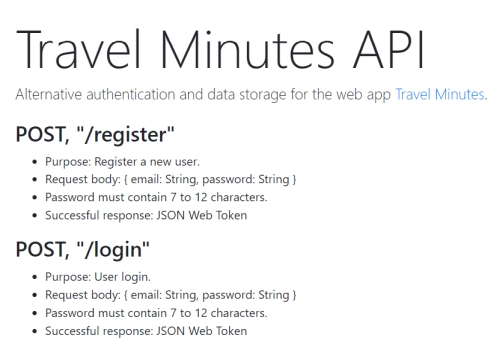 Travel Minutes API
Alternative authentication and data storage for the web app Travel Minutes.
POST, "/register"
• Purpose: Register a new user.
• Request body: { email: String, password: String }
• Password must contain 7 to 12 characters.
• Successful response: JSON Web Token
POST, "/login"
• Purpose: User login.
• Request body: { email: String, password: String }
• Password must contain 7 to 12 characters.
• Successful response: JSON Web Token